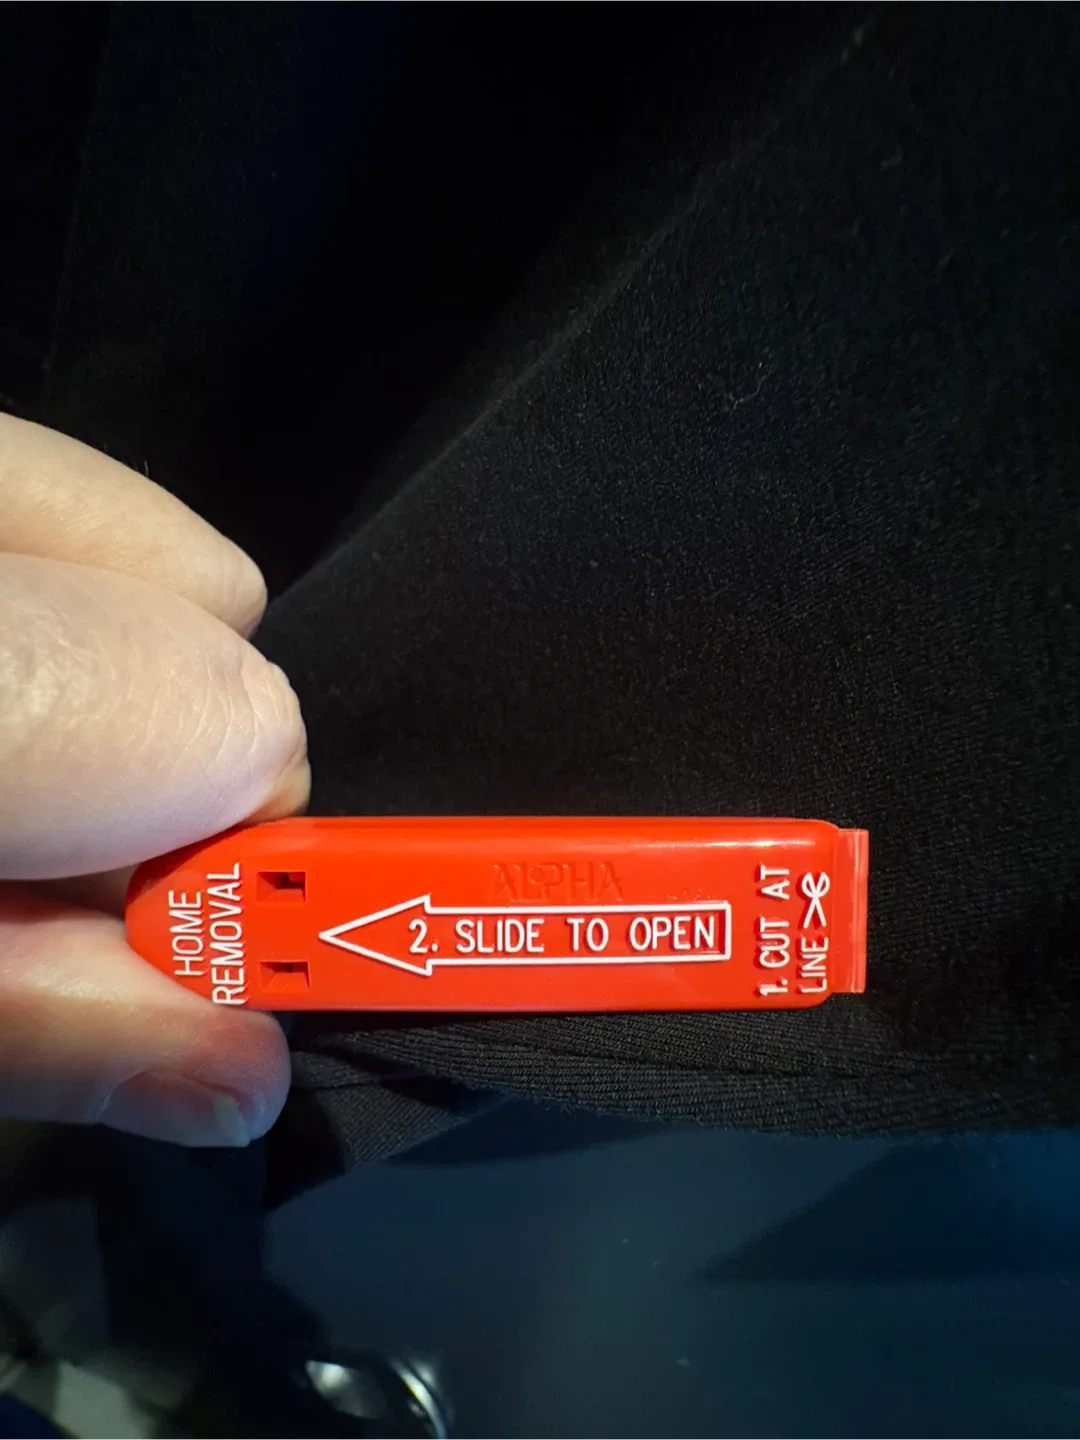 HOME
REMOVAL
ALPHA
2. SLIDE TO OPEN
1. CUT AT
LINE